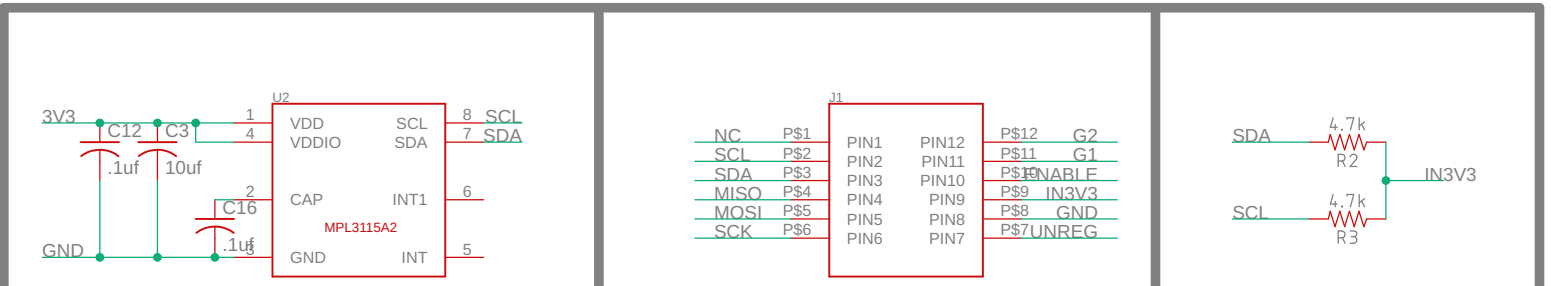 U2
3V3
1
VDD
SCL
8
SCL
C12
C3
4
VDDIO
SDA
7
SDA
.1uf
10uf
2
CAP
INT1
6
C16
MPL3115A2
.1uf
GND
3
GND
INT
5
J1
NC
P$1
PIN1
PIN12
P$12
G2
SCL
P$2
PIN2
PIN11
P$11
G1
SDA
P$3
PIN3
PIN10
P$10
ENABLE
MISO
P$4
PIN4
PIN9
P$9
IN3V3
MOSI
P$5
PIN5
PIN8
P$8
GND
SCK
P$6
PIN6
PIN7
P$7
UNREG
4.7k
SDA
R2
IN3V3
4.7k
SCL
R3